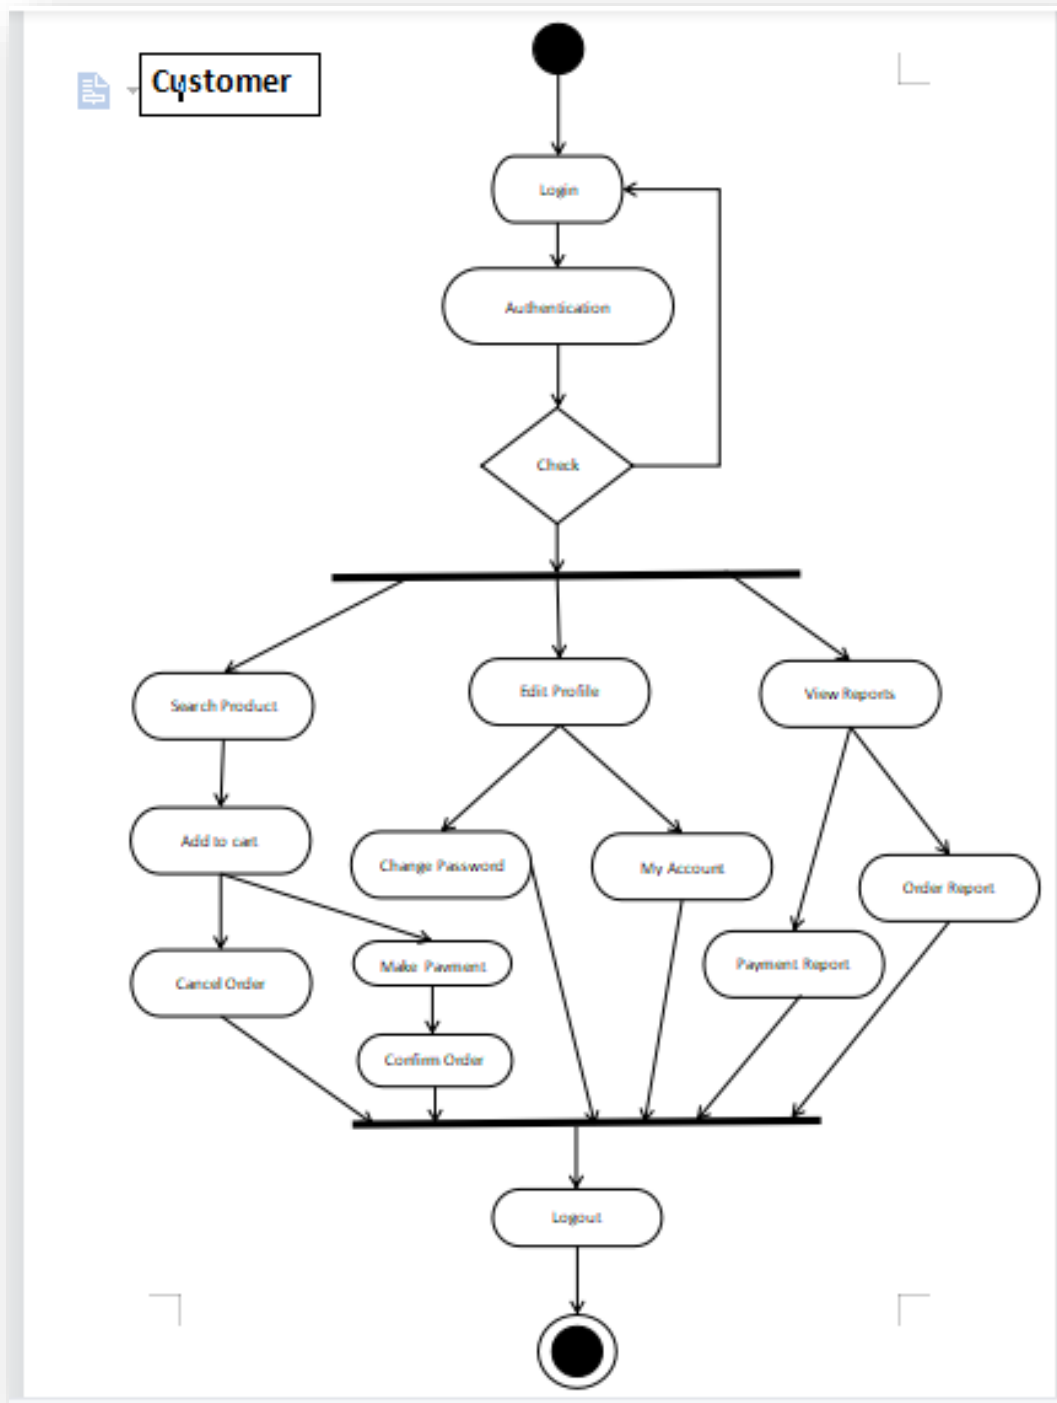 Customer
Login
Authentication
Check
Search Product
Edit Profile
View Reports
Add to cart
Change Password
My Account
Order Report
Cancel Order
Make Payment
Payment Report
Confirm Order
Logout